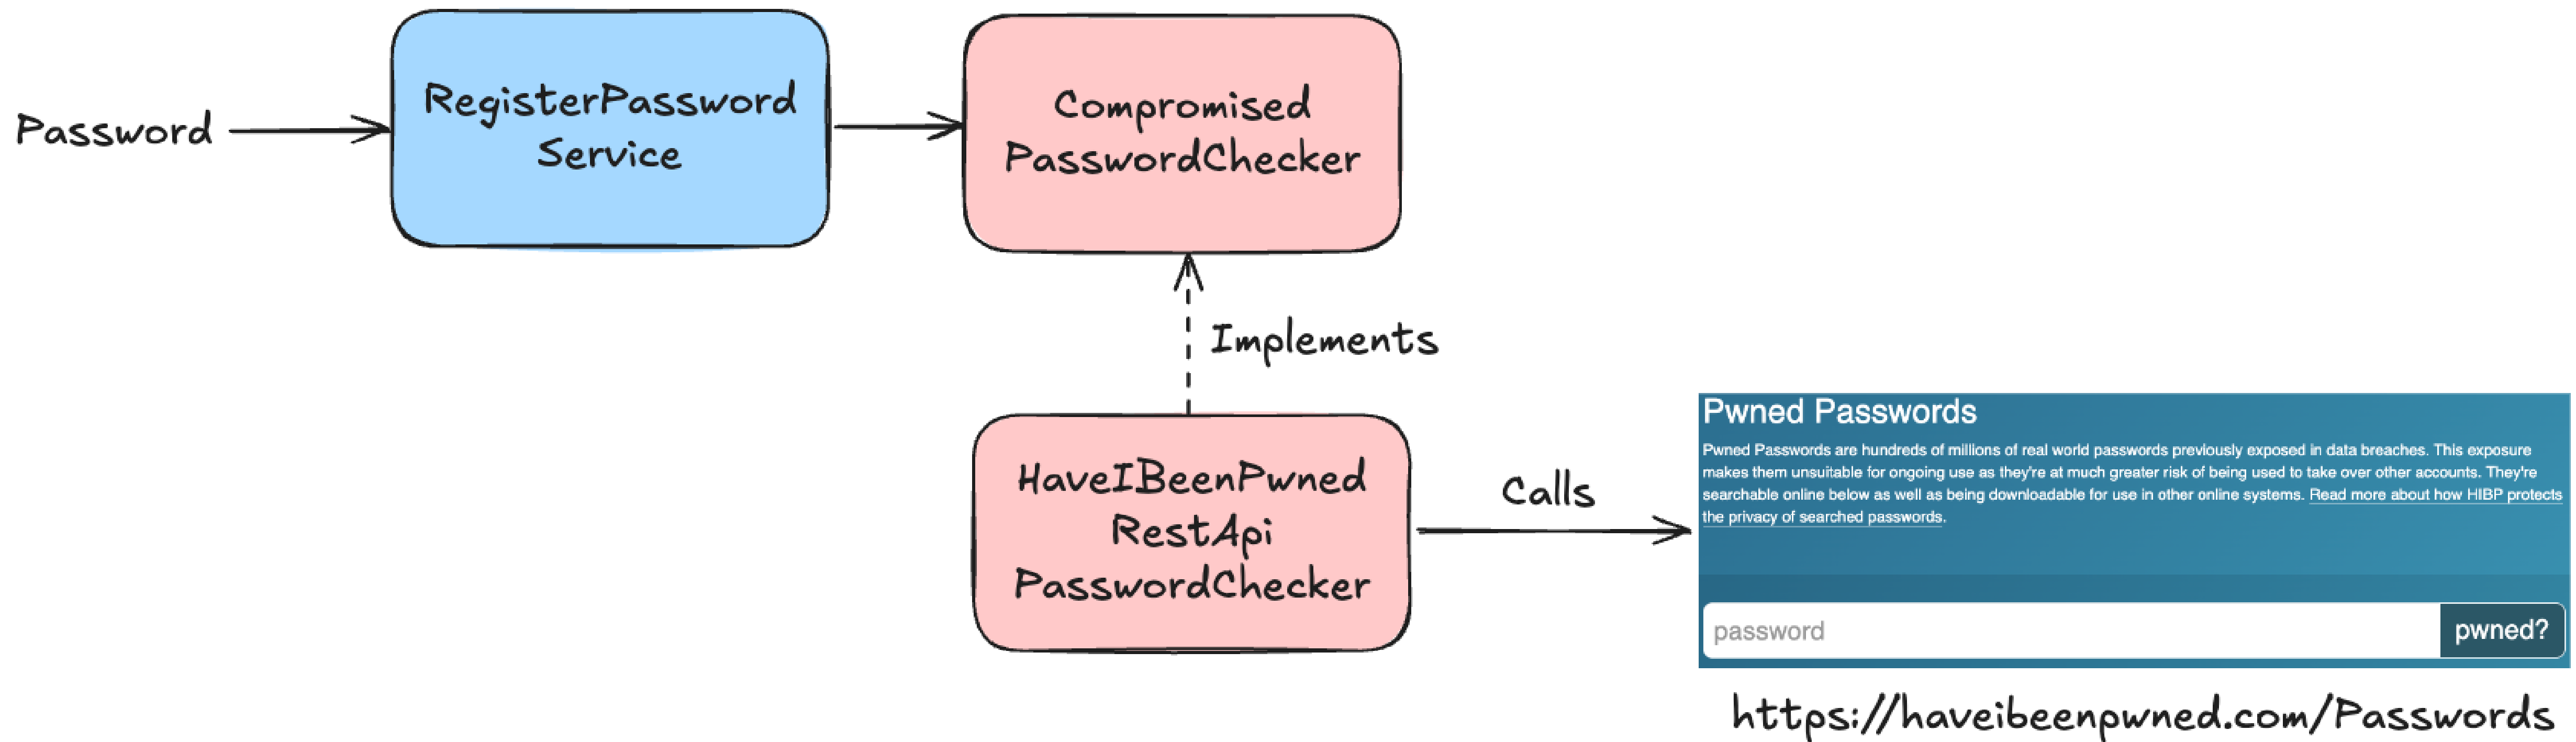 Password
RegisterPassword
Service
Compromised
PasswordChecker
Implements
HaveIBeenPwned
RestApi
PasswordChecker
Calls
Pwned Passwords
Pwned Passwords are hundreds of millions of real world passwords previously exposed in data breaches. This exposure
makes them unsuitable for ongoing use as they're at much greater risk of being used to take over other accounts. They're
searchable online below as well as being downloadable for use in other online systems. Read more about how HIBP protects
the privacy of searched passwords.
password
pwned?
https://haveibeenpwned.com/Passwords